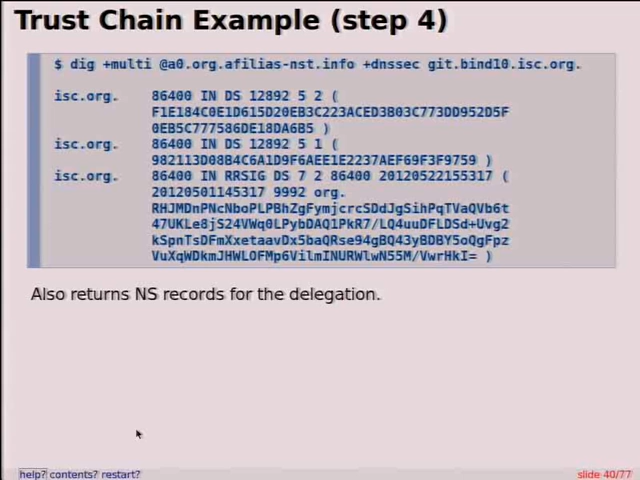 Trust Chain Example (step 4)
$ dig +multi @a0.org.afilias-nst.info +dnssec git.bind10.isc.org.
isc.org. 86400 IN DS 12892 5 2 (
F1E184C0E1D615D20EB3C223ACED3B03C773DD952D5F
0EB5C777586DE18DA6B5 )
isc.org. 86400 IN DS 12892 5 1 (
982113D08B4C6A1D9F6AEE1E2237AEF69F3F9759 )
isc.org. 86400 IN RRSIG DS 7 2 86400 20120522155317 (
20120501145317 9992 org.
RHJMDnPNcNboPLPBhZgFymjcrcSDdJgSihPqTVaQVb6t
47UKLe8jS24VWq0LPybDAQ1PkR7/LQ4uuDFLDSd+Uvg2
kSpnTsDFmXxetaavDx5baQRse94gBQ43yBDBY5oQgFpz
VuXqWDkmJHWLOFMp6VilmINURWlwN55M/VwrHkI= )
Also returns NS records for the delegation.
help? contents? restart?
slide 40/77